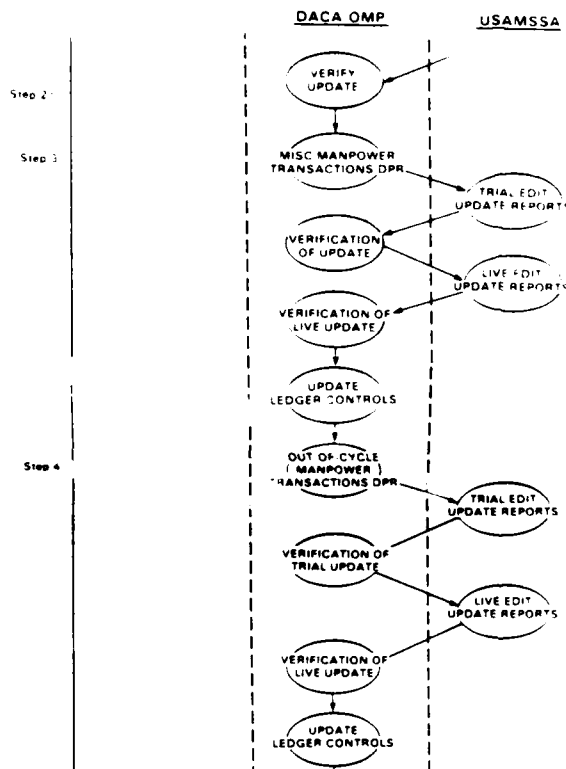 DACA OMP
USAMSSA
VERIFY
UPDATE
Step 2
Step 3
MISC MANPOWER
TRANSACTIONS DPR
TRIAL EDIT
UPDATE REPORTS
VERIFICATION
OF UPDATE
LIVE EDIT
UPDATE REPORTS
VERIFICATION OF
LIVE UPDATE
UPDATE
LEDGER CONTROLS
Step 4
OUT-OF-CYCLE
MANPOWER
TRANSACTIONS DPR
TRIAL EDIT
UPDATE REPORTS
VERIFICATION OF
TRIAL UPDATE
LIVE EDIT
UPDATE REPORTS
VERIFICATION OF
LIVE UPDATE
UPDATE
LEDGER CONTROLS